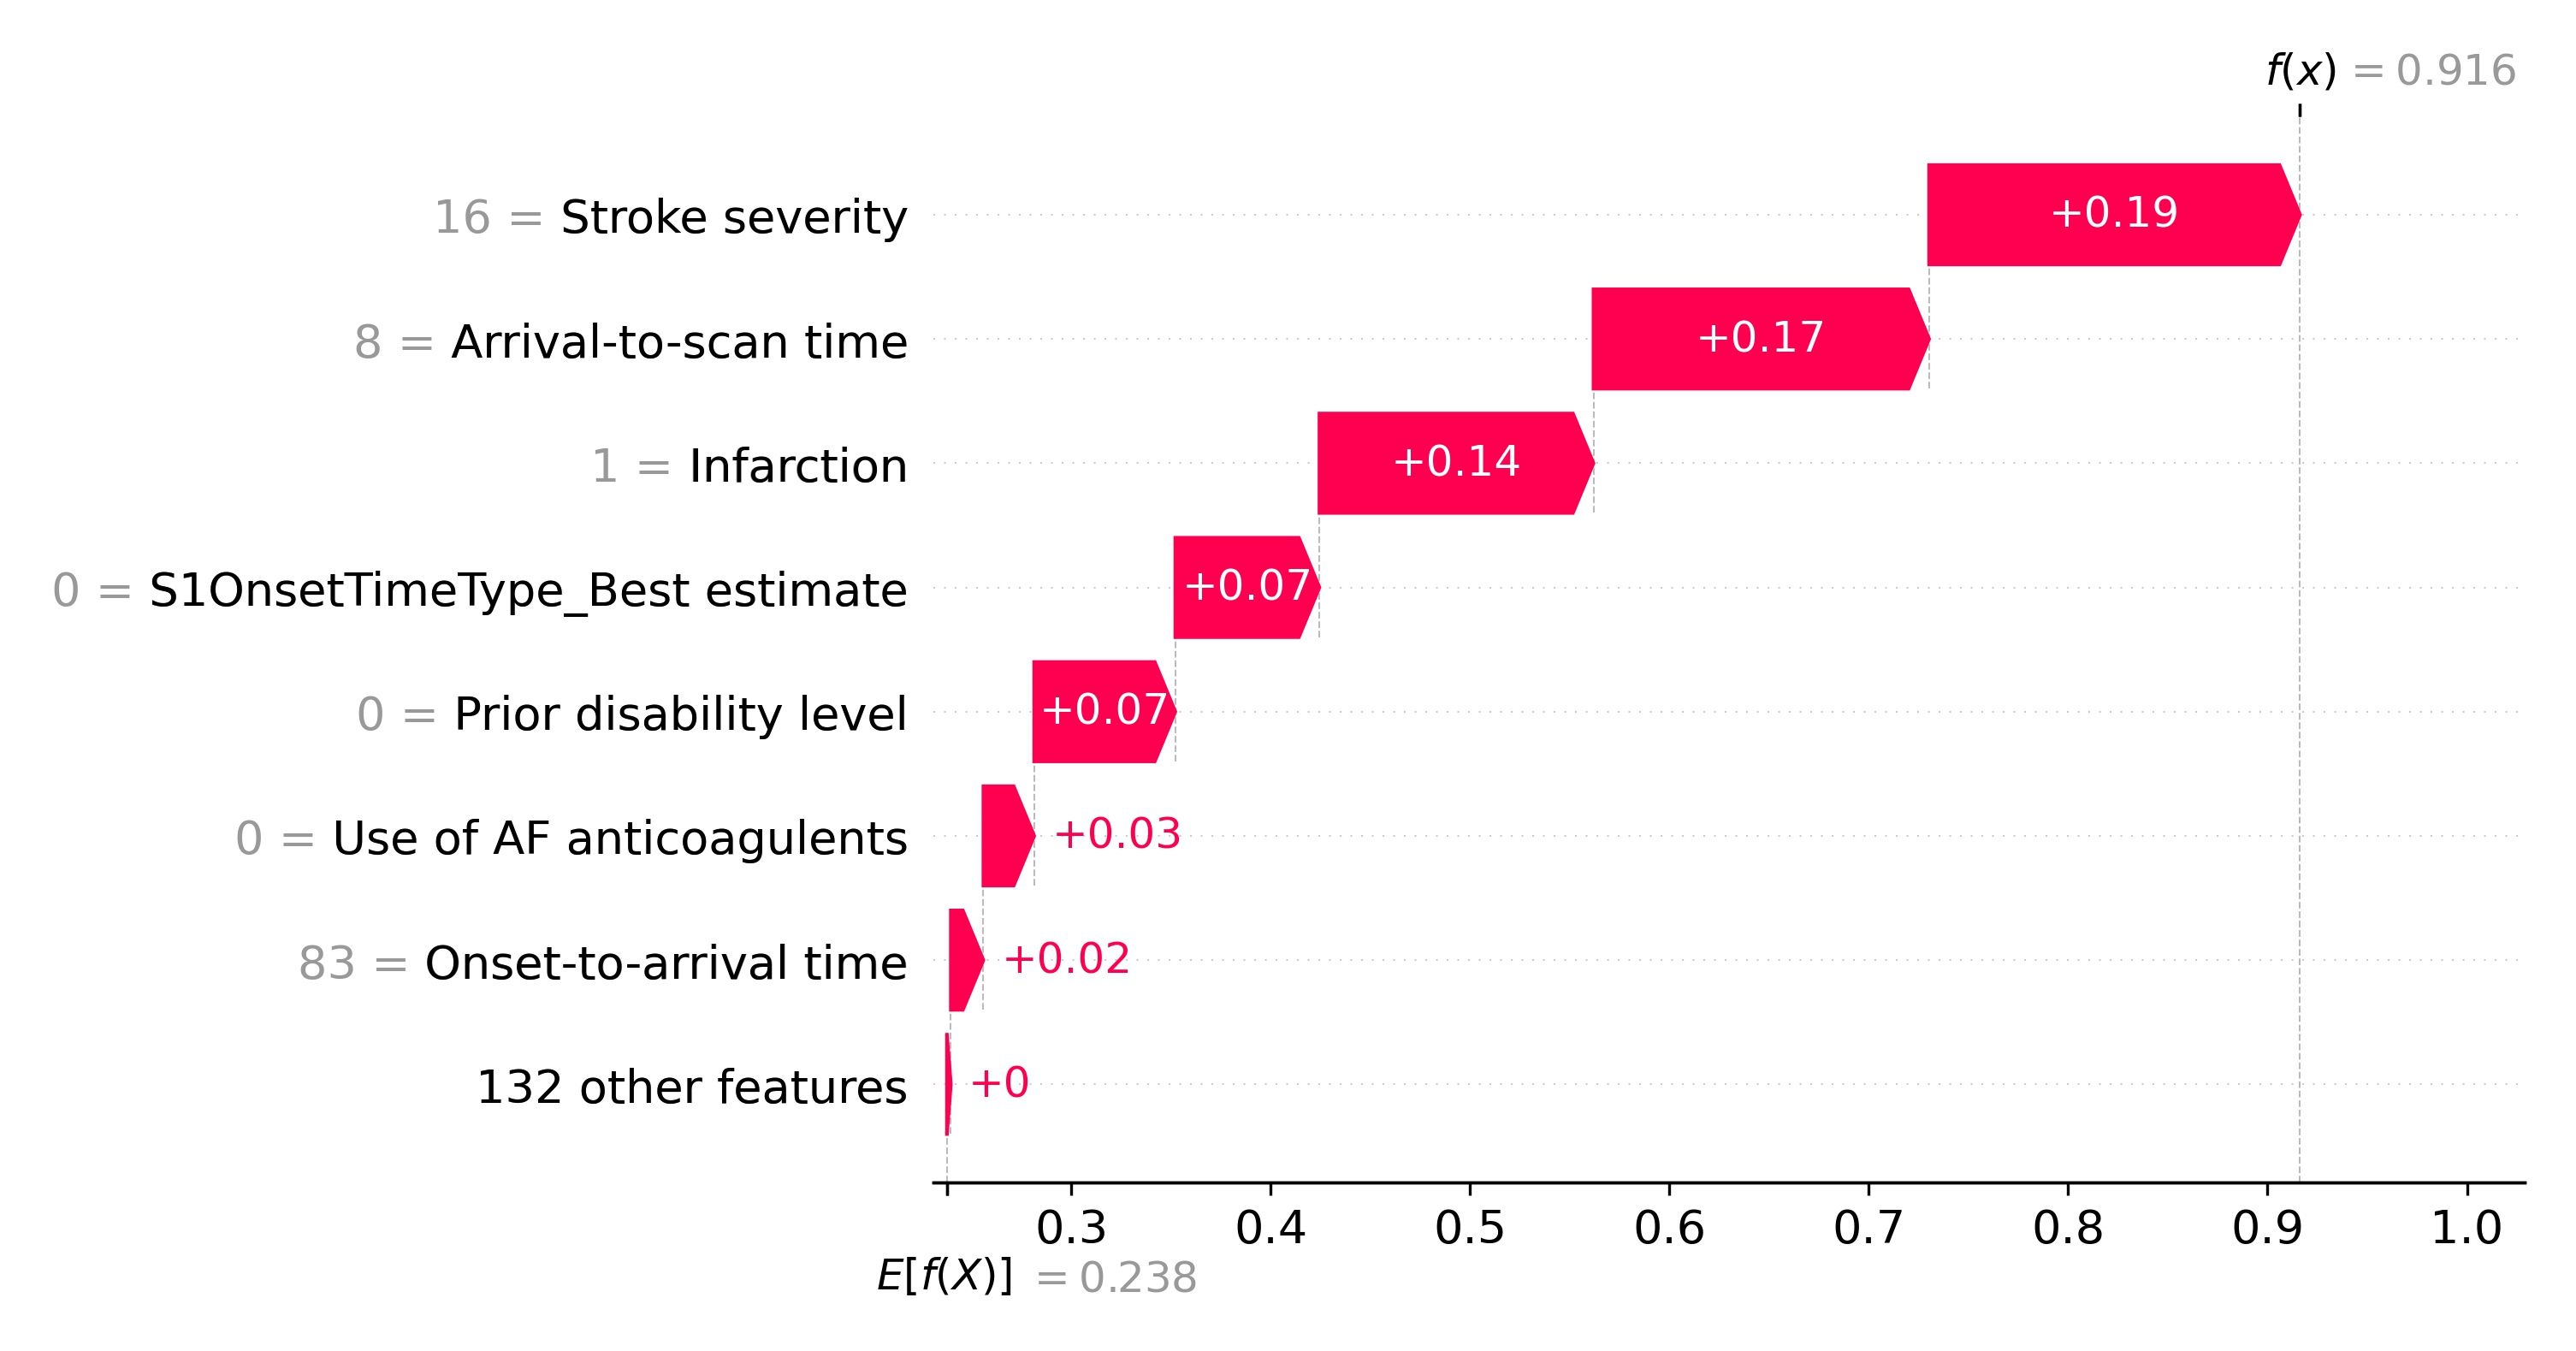 f(x) = 0.916
16 = Stroke severity +0.19
8 = Arrival-to-scan time +0.17
1 = Infarction +0.14
0 = S1OnsetTimeType_Best estimate +0.07
0 = Prior disability level +0.07
0 = Use of AF anticoagulents +0.03
83 = Onset-to-arrival time +0.02
132 other features +0
0.3 0.4 0.5 0.6 0.7 0.8 0.9 1.0
E[f(X)] = 0.238